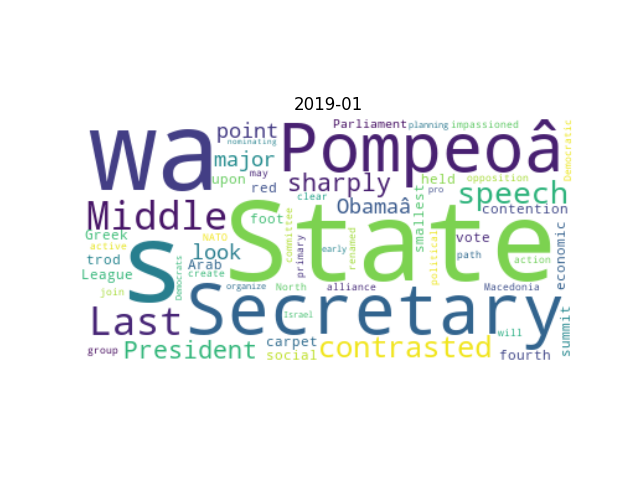 2019-01
wa
point
Parliament
planning
impassioned
Democratic
nominating
major
Pompeoâ
may
upon
red
sharply
held
opposition
clear
pro
speech
Middle
Obamaâ
smallest
contention
Greek
active
s
State
foot
committee
primary
renamed
political
vote
economic
NATO
look
early
path
action
trod
Arab
League
Democrats
create
join
organize
North
alliance
Macedonia
Secretary
Israel
Last
will
summit
group
President
carpet
social
contrasted
fourth